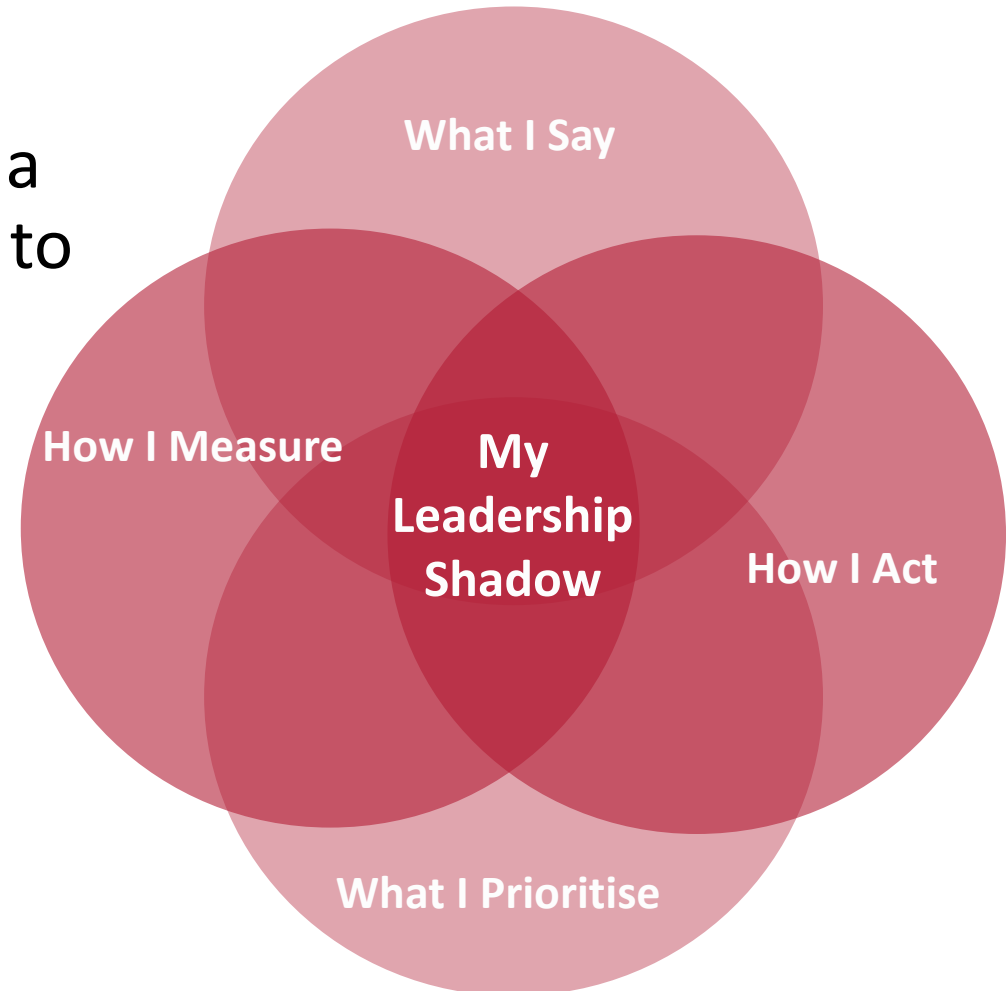 What I Say
a
to
How I Measure
My
Leadership
Shadow
How I Act
What I Prioritise